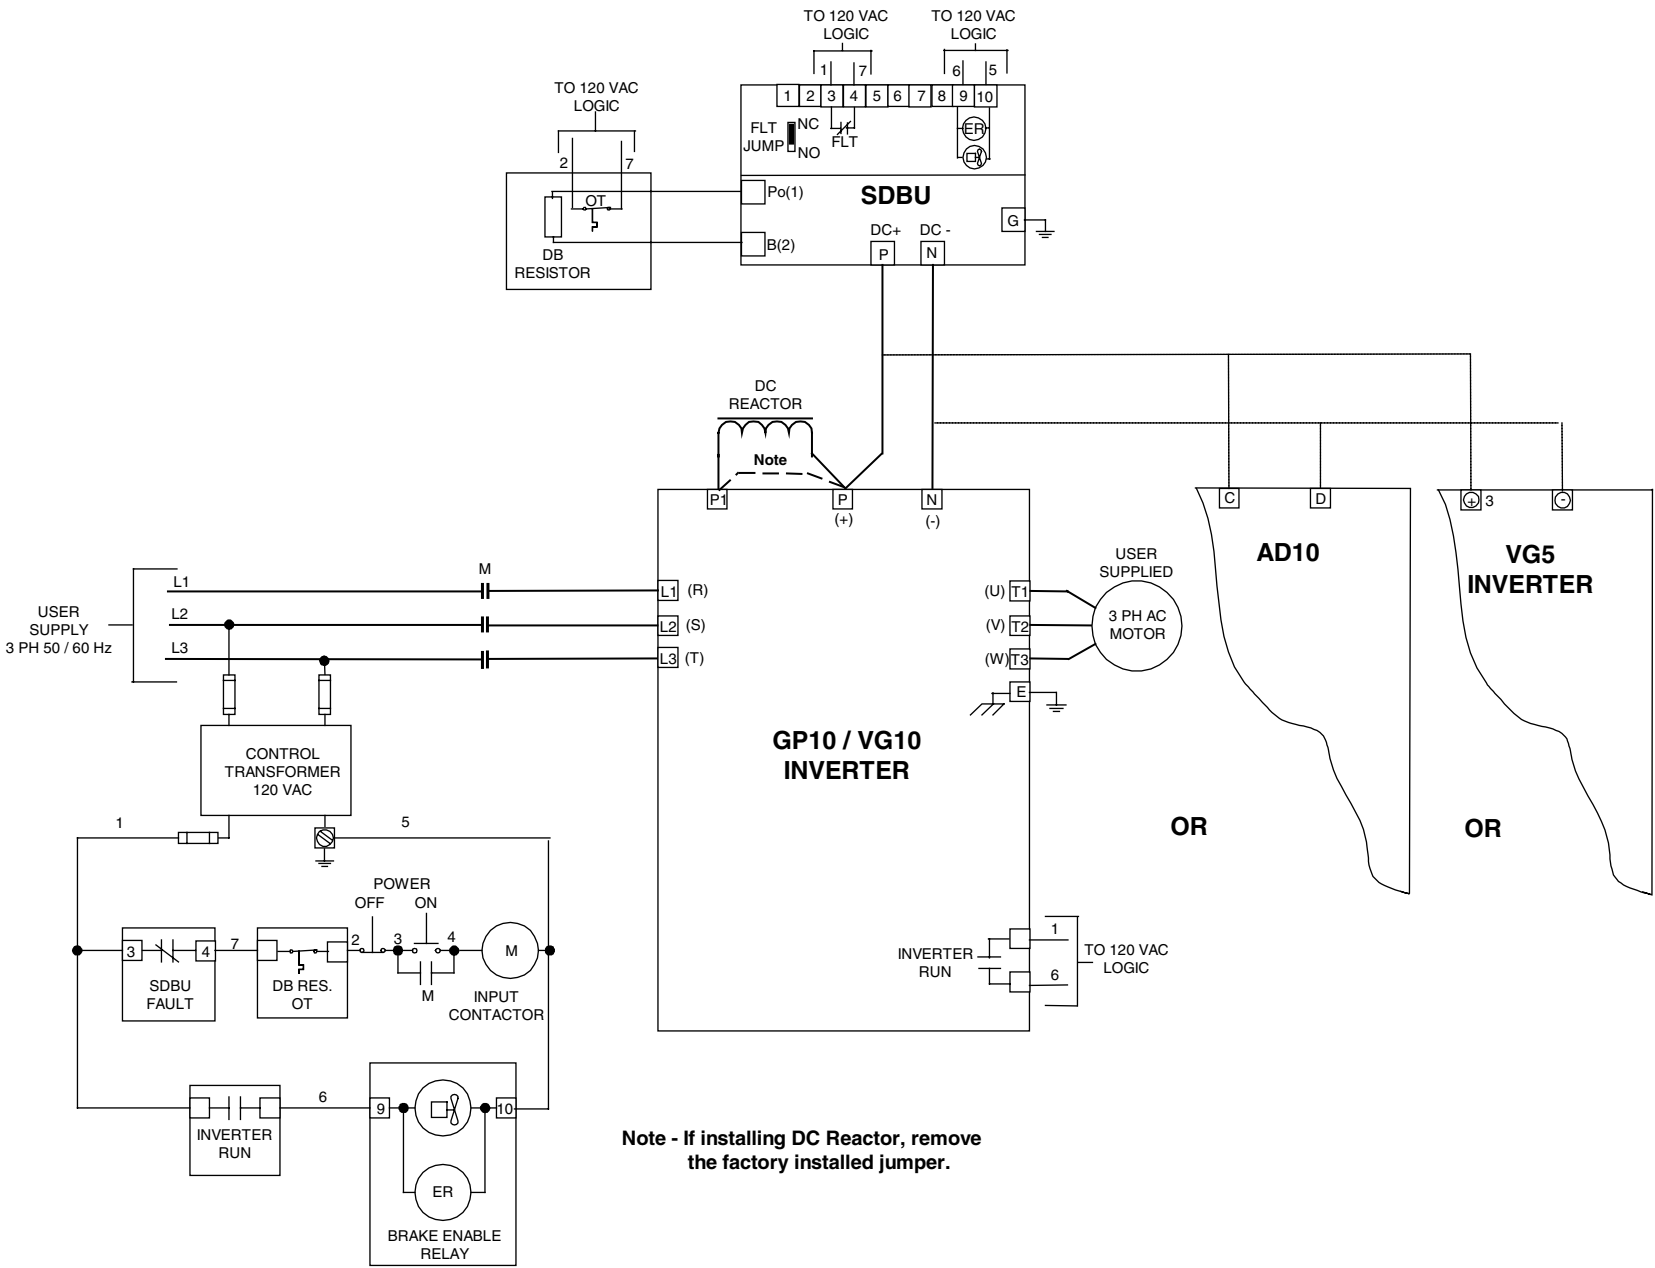 TO 120 VAC
LOGIC
TO 120 VAC
LOGIC
1 7
6 5
TO 120 VAC
LOGIC
1 2 3 4 5 6 7 8 9 10
FLT
JUMP
NC
NO
FLT
ER
2 7
OT
DB
RESISTOR
Po(1)
SDBU
B(2)
G
DC+
DC -
P
N
DC
REACTOR
Note
P1
P
(+)
N
(-)
C
D
+ 3
-
AD10
VG5
INVERTER
USER
SUPPLY
3 PH 50 / 60 Hz
L1
L2
L3
M
L1 (R)
L2 (S)
L3 (T)
(U) T1
(V) T2
(W) T3
E
USER
SUPPLIED
3 PH AC
MOTOR
GP10 / VG10
INVERTER
CONTROL
TRANSFORMER
120 VAC
OR
OR
1
5
POWER
OFF
ON
3
4
7
2
3
4
M
M
SDBU
FAULT
DB RES.
OT
INPUT
CONTACTOR
INVERTER
RUN
1
6
TO 120 VAC
LOGIC
INVERTER
RUN
6
9
10
ER
BRAKE ENABLE
RELAY
Note - If installing DC Reactor, remove
the factory installed jumper.